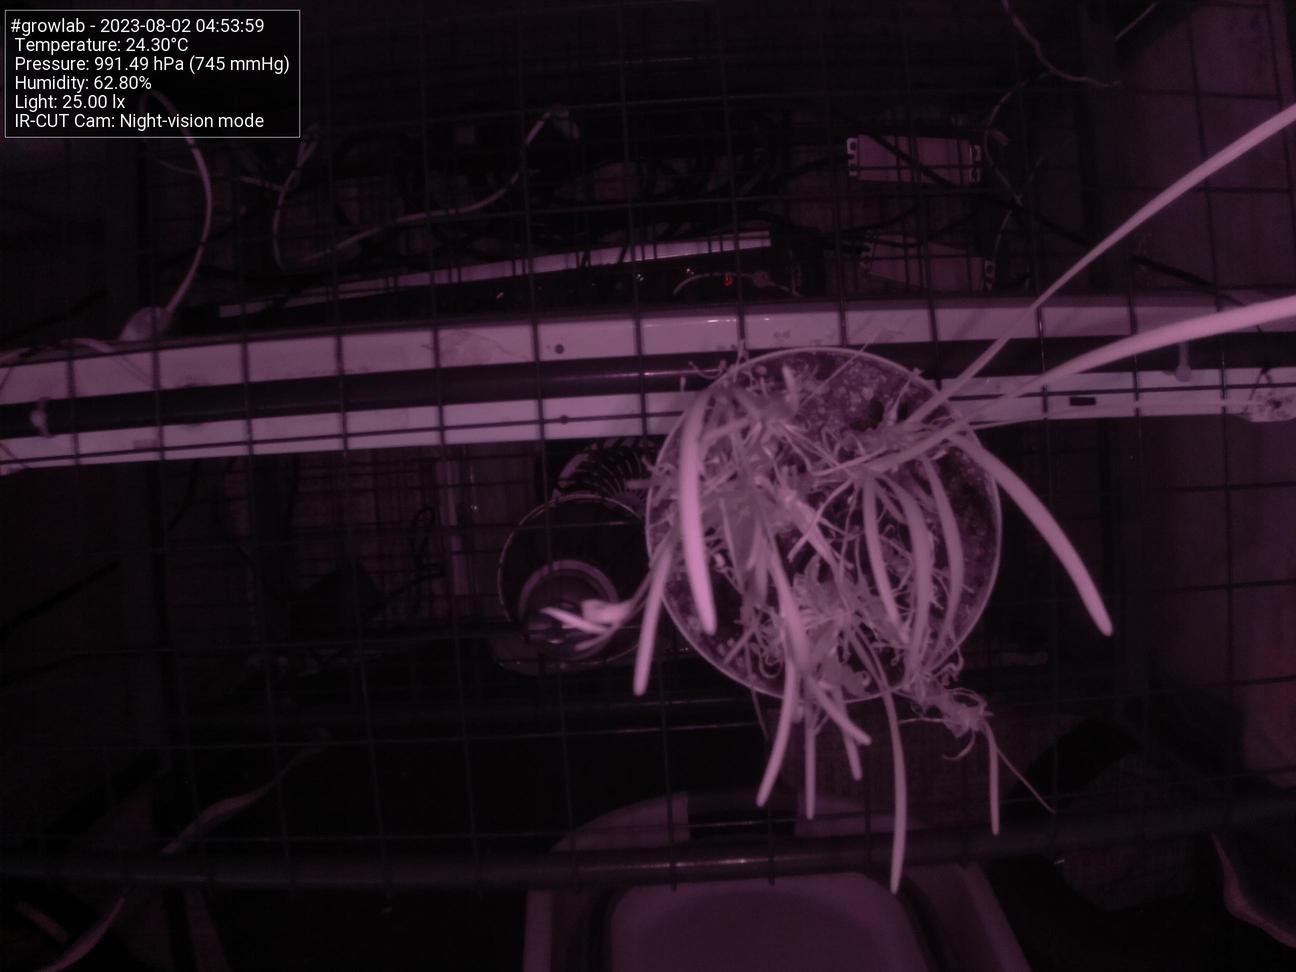 #growlab - 2023-08-02 04:53:59
Temperature: 24.30°C
Pressure: 991.49 hPa (745 mmHg)
Humidity: 62.80%
Light: 25.00 lx
IR-CUT Cam: Night-vision mode